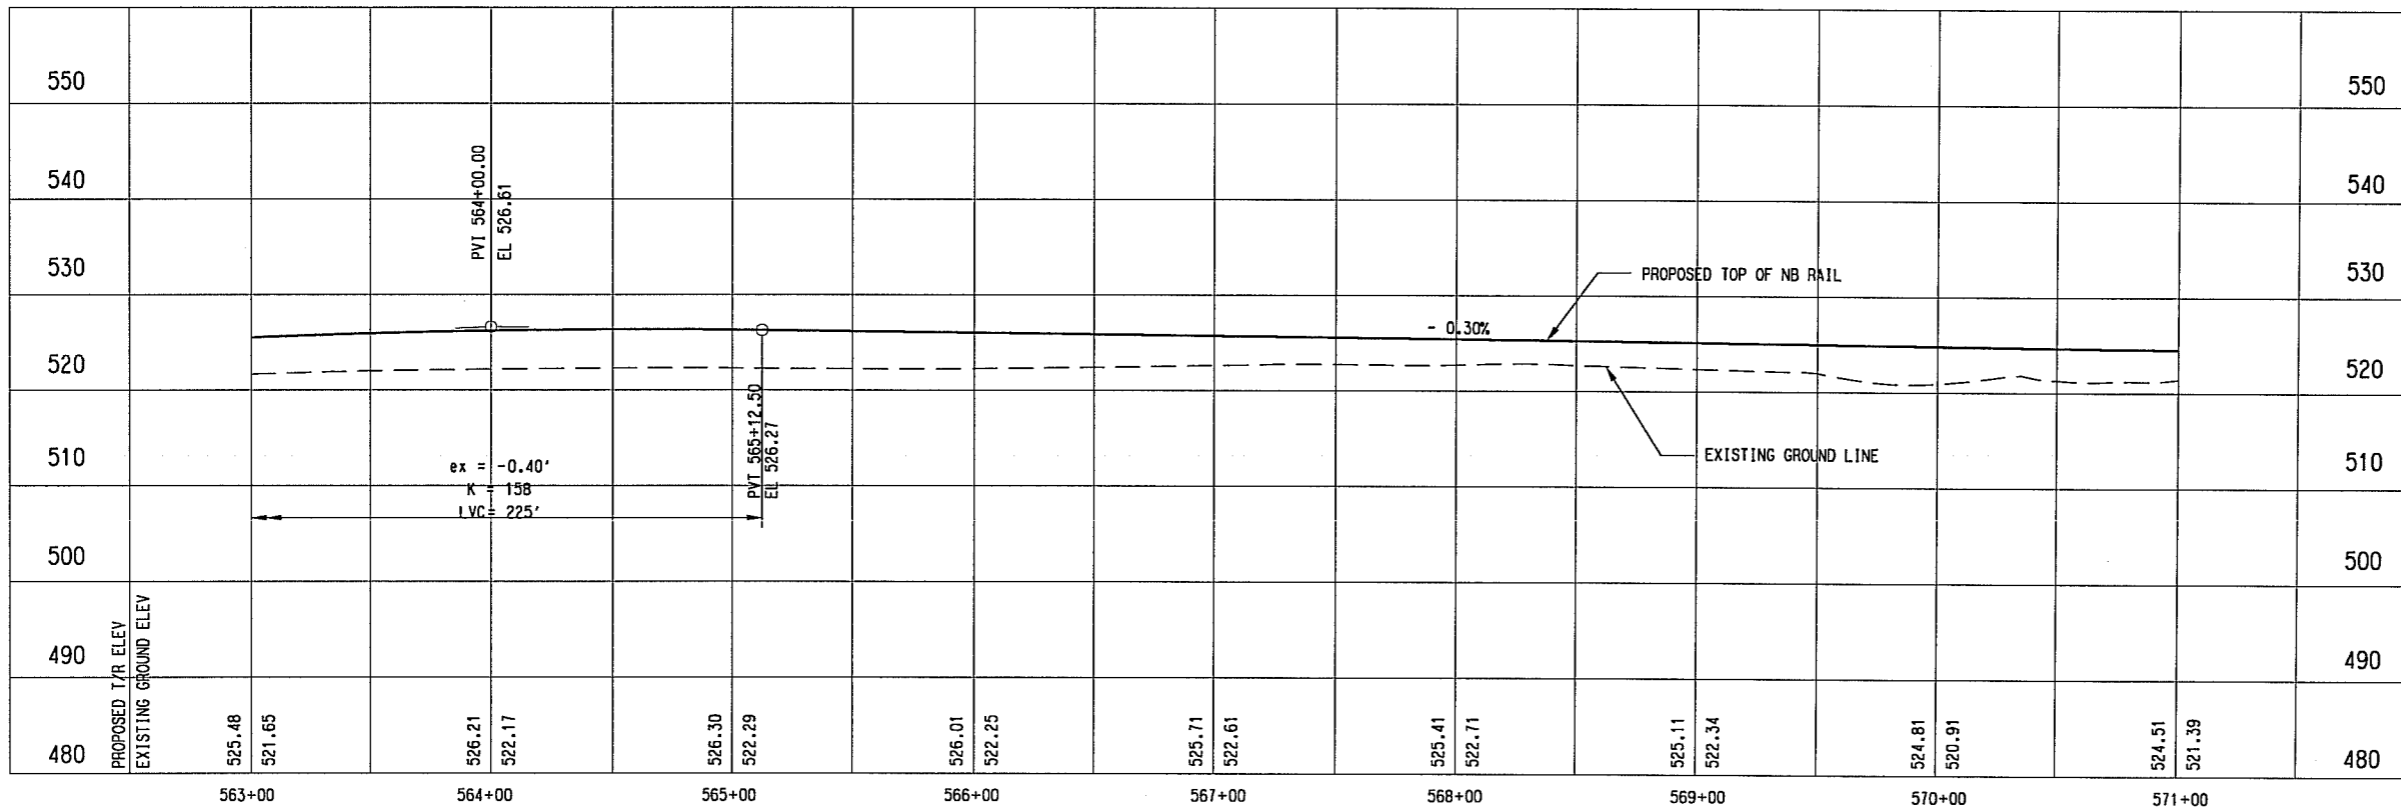 550 550
540 540
530 530
520 520
510 510
500 500
490 490
480 480
PVI 564+00.00
EL 526.61
PROPOSED TOP OF NB RAIL
- 0.30%
PVT 565+12.50
EL 526.27
EXISTING GROUND LINE
ex = -0.40'
K = 158
LVC= 225'
PROPOSED T/R ELEV
EXISTING GROUND ELEV
525.48
521.65
526.21
522.17
526.30
522.29
526.01
522.25
525.71
522.61
525.41
522.71
525.11
522.34
524.81
520.91
524.51
521.39
563+00 564+00 565+00 566+00 567+00 568+00 569+00 570+00 571+00